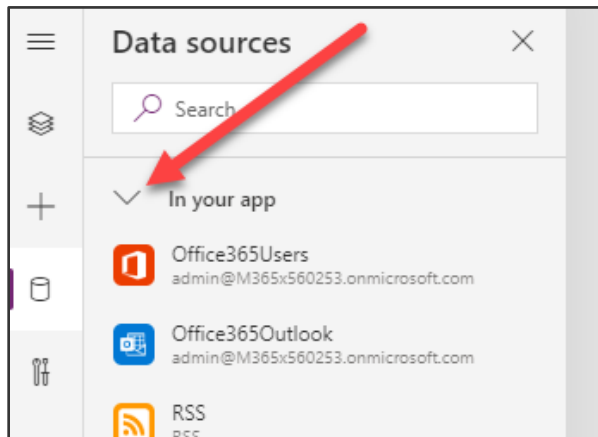 Data sources
Search
In your app
Office365Users
admin@M365x560253.onmicrosoft.com
Office365Outlook
admin@M365x560253.onmicrosoft.com
RSS
RSS